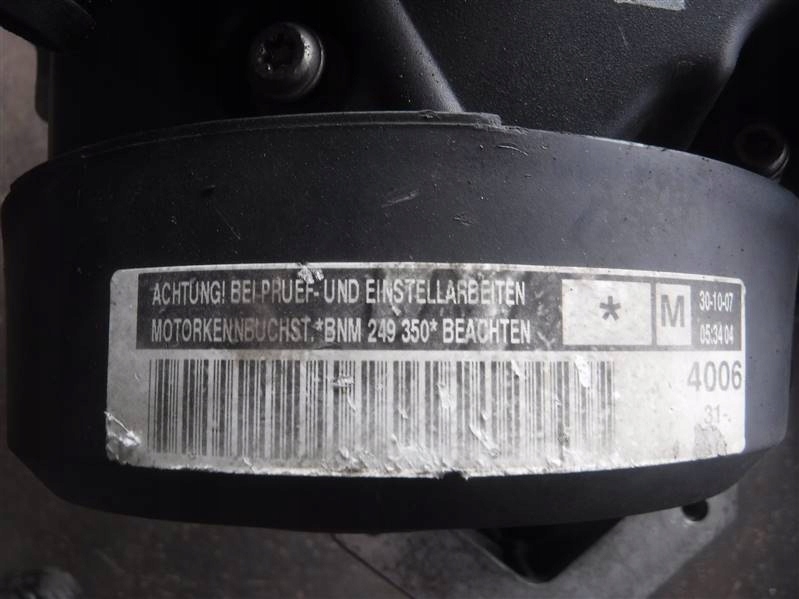 ACHTUNG! BEI PRUEF- UND EINSTELLARBEITEN
MOTORKENNBUCHST. *BNM 249 350* BEACHTEN
*
M
30-10-07
05:34 04
4006
31-